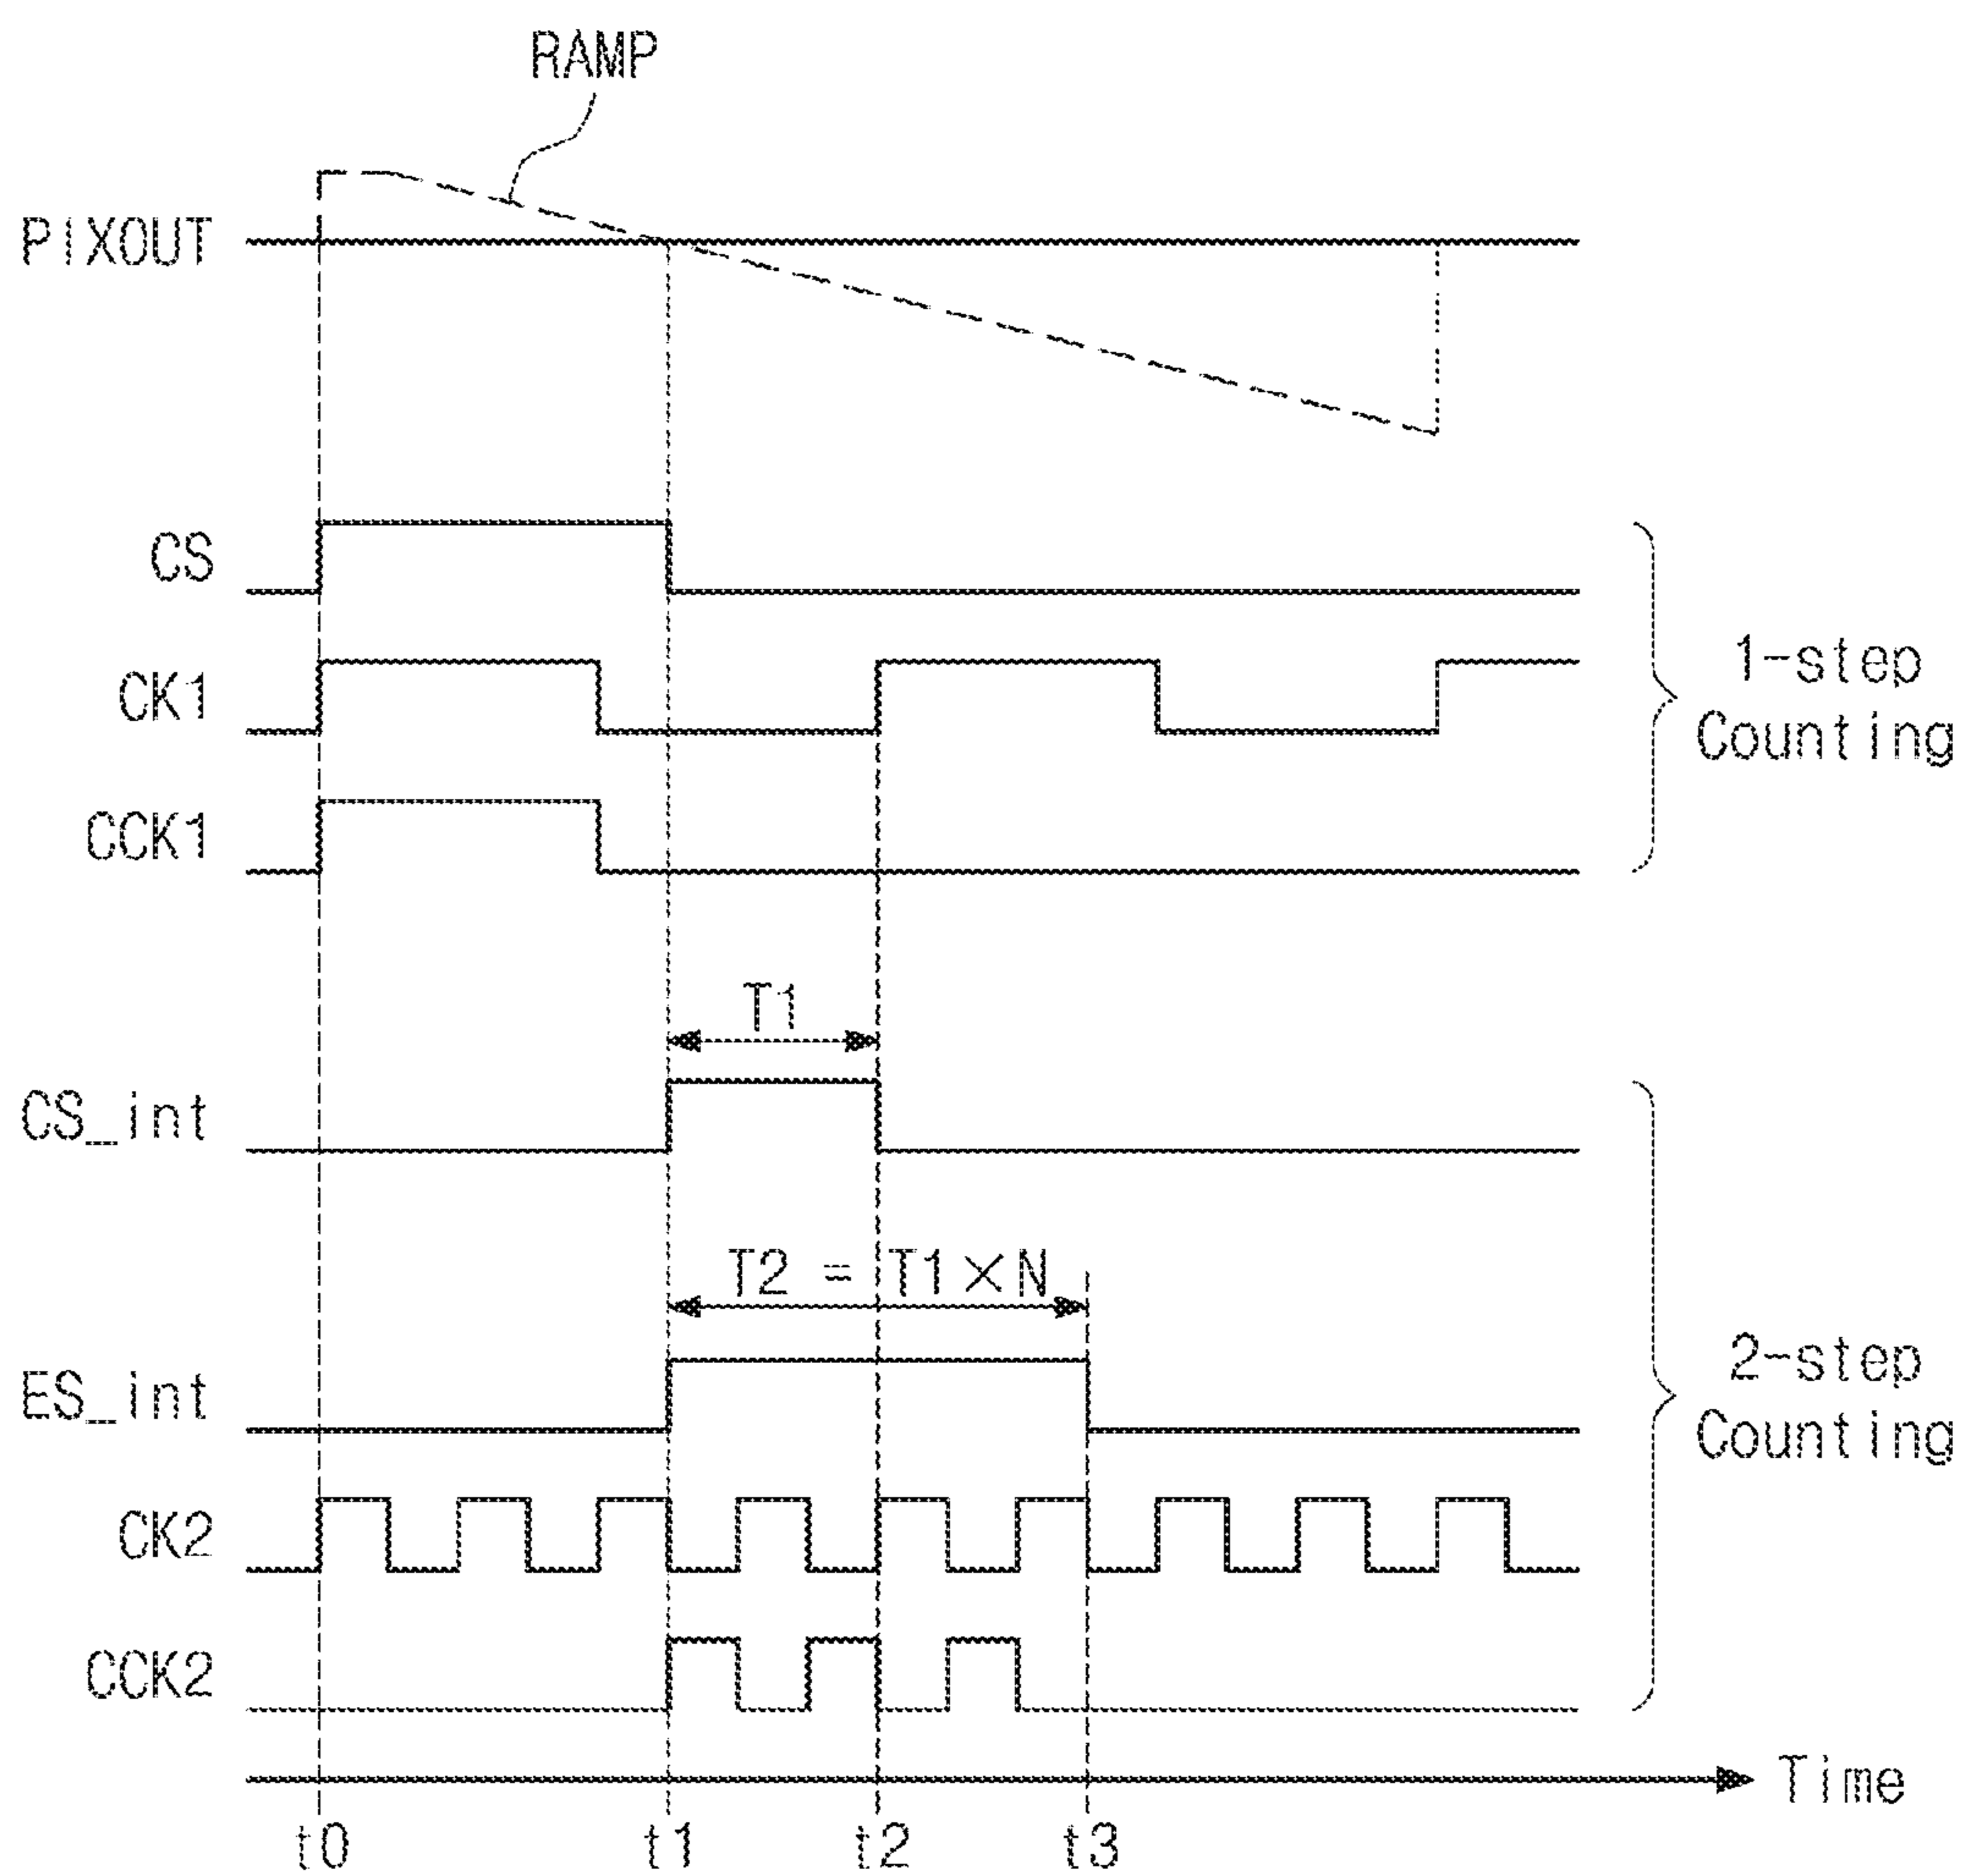 RAMP
PIXOUT
CS
CK1
CCK1
1-step
Counting
T1
CS_int
T2 = T1×N
ES_int
CK2
CCK2
2-step
Counting
Time
t0 t1 t2 t3